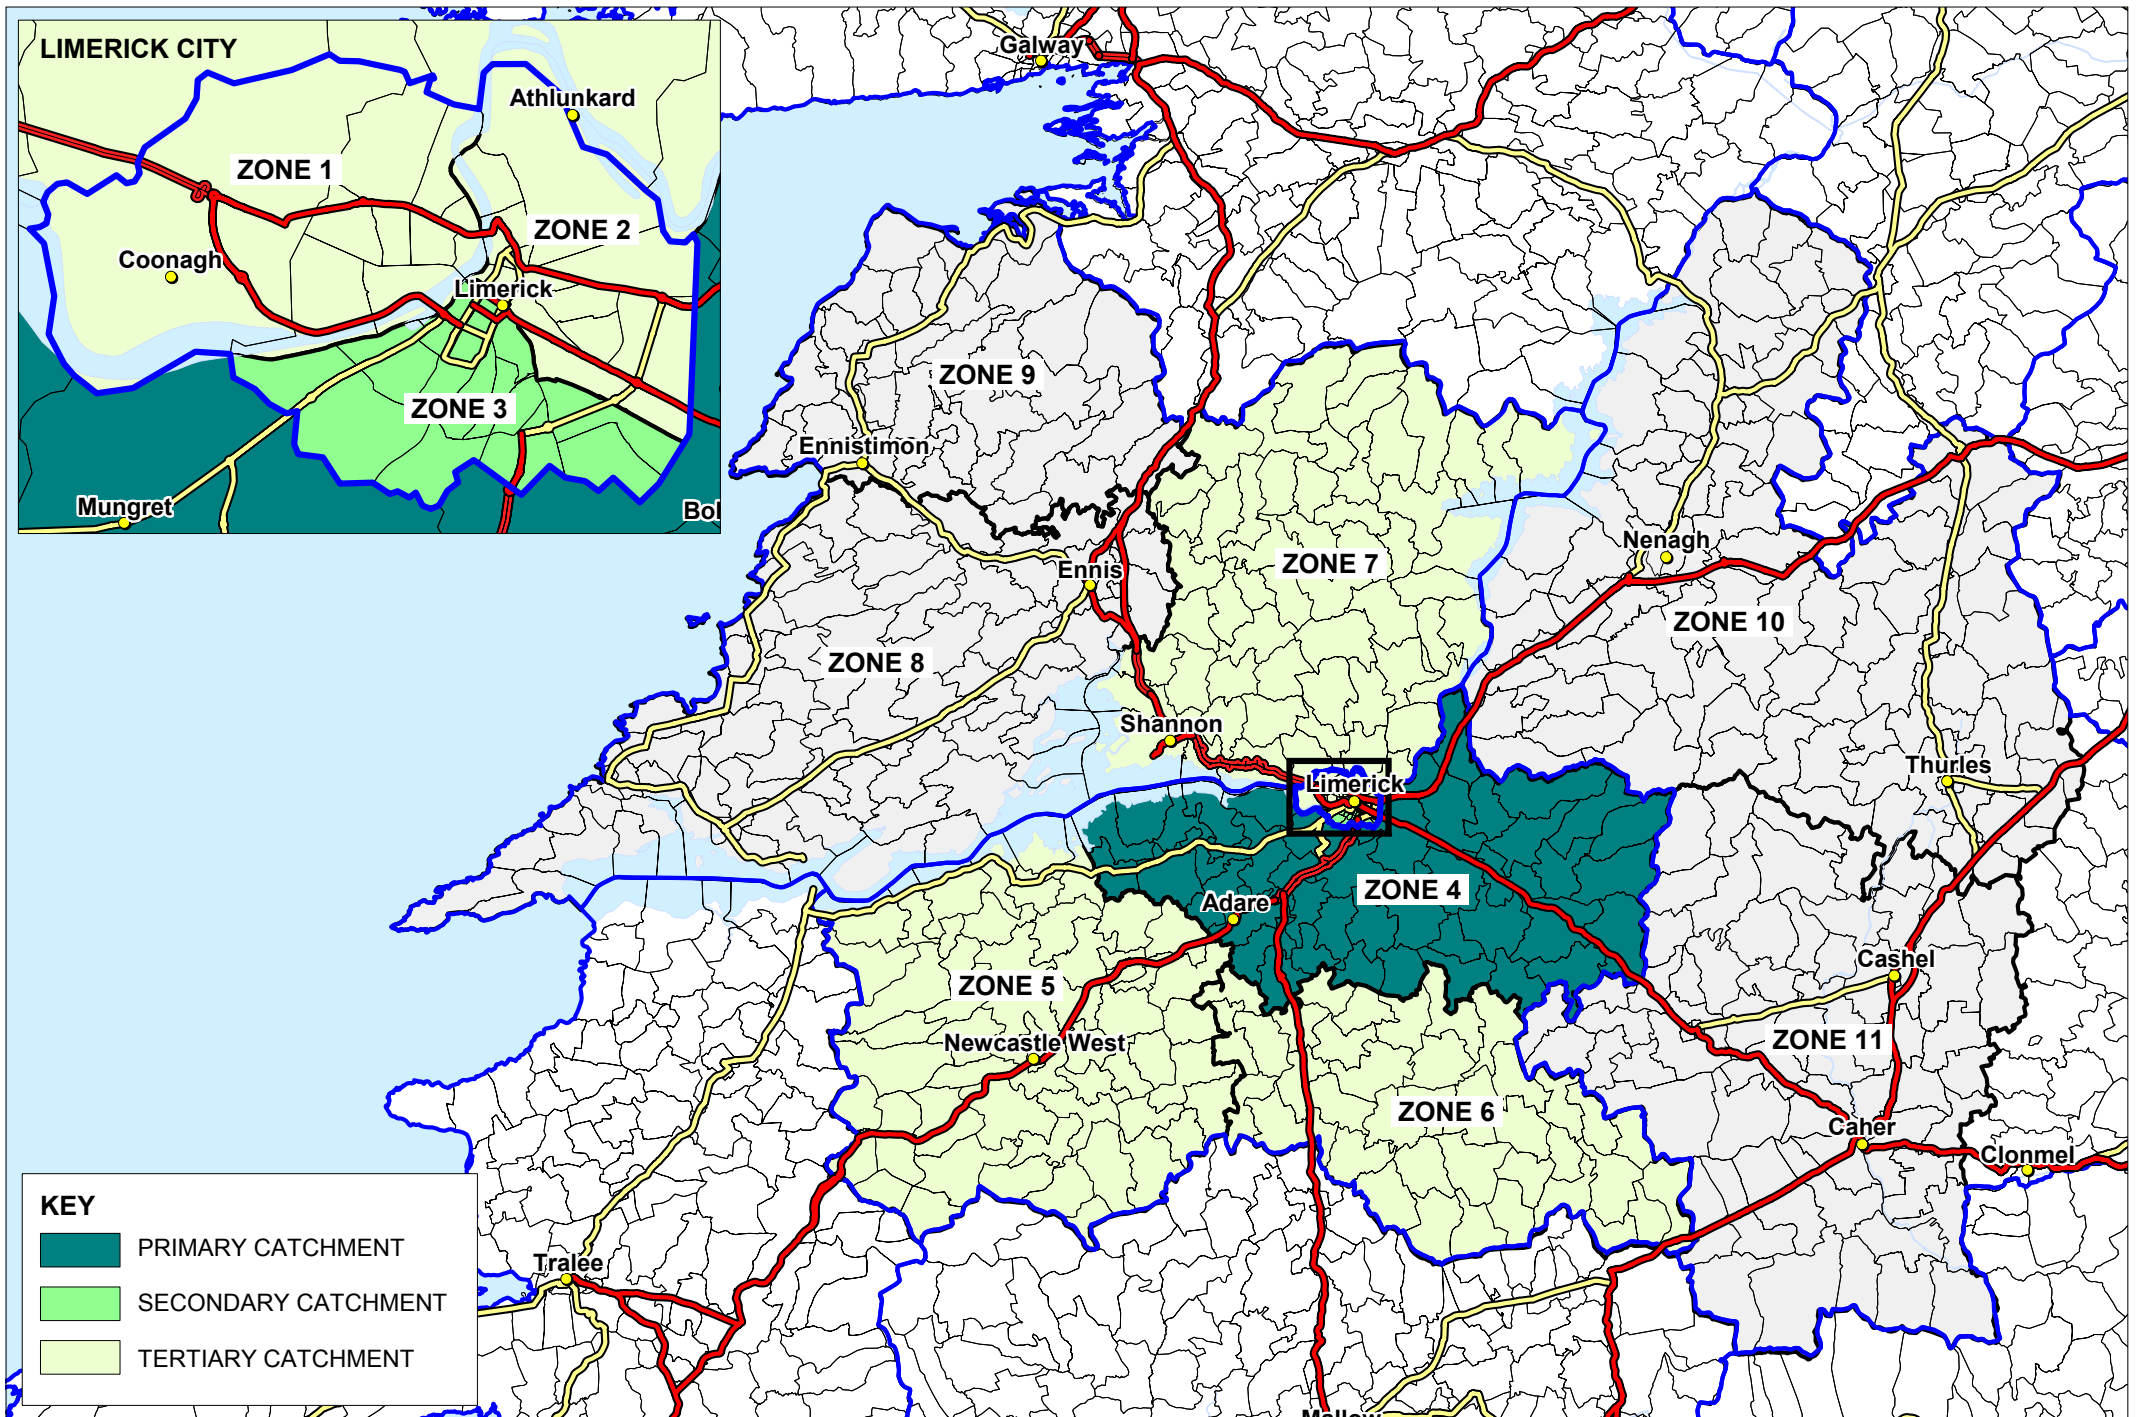 LIMERICK CITY
Athlunkard
ZONE 1
ZONE 2
Coonagh
Limerick
ZONE 3
Mungret
Galway
ZONE 9
Ennistimon
ZONE 7
Nenagh
Ennis
ZONE 10
ZONE 8
Shannon
Thurles
Limerick
ZONE 4
Adare
Cashel
ZONE 5
ZONE 11
Newcastle West
ZONE 6
Caher
Clonmel
KEY
PRIMARY CATCHMENT
SECONDARY CATCHMENT
TERTIARY CATCHMENT
Tralee
Mallow